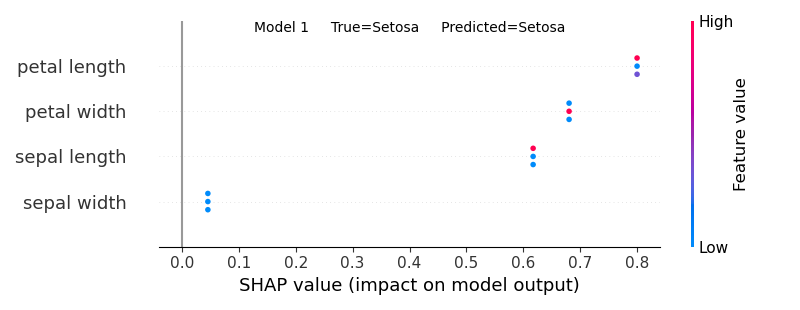 Model 1 True=Setosa Predicted=Setosa
High
petal length
petal width
sepal length
sepal width
Feature value
Low
0.0 0.1 0.2 0.3 0.4 0.5 0.6 0.7 0.8
SHAP value (impact on model output)